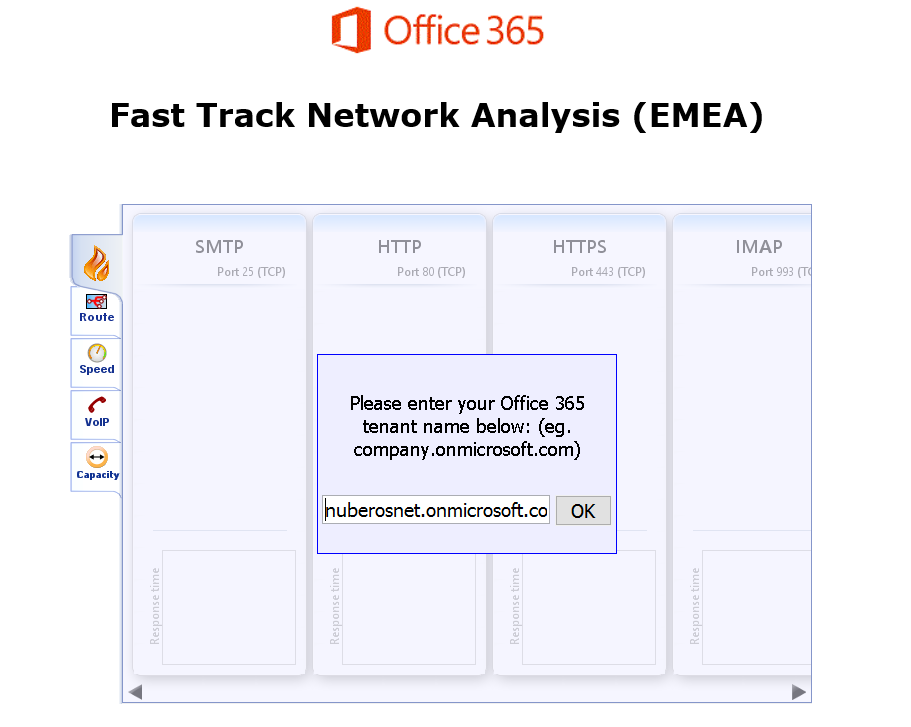 Office 365
Fast Track Network Analysis (EMEA)
SMTP
Port 25 (TCP)
HTTP
Port 80 (TCP)
HTTPS
Port 443 (TCP)
IMAP
Port 993 (TC
Route
Speed
VoIP
Capacity
Please enter your Office 365
tenant name below: (eg.
company.onmicrosoft.com)
nuberosnet.onmicrosoft.co
OK
Response time
Response time
Response time
Response time